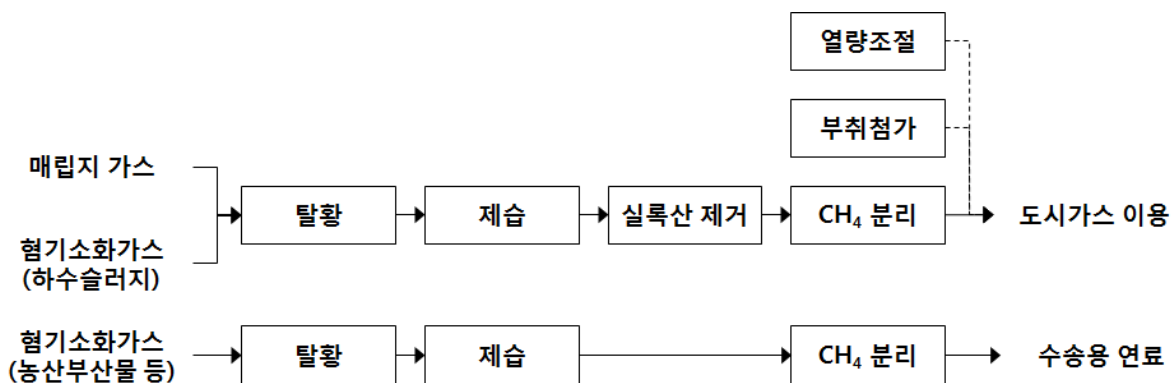 열량조절
부취첨가
매립지 가스
탈황
제습
실록산 제거
CH₄ 분리
도시가스 이용
혐기소화가스
(하수슬러지)
혐기소화가스
(농산부산물 등)
탈황
제습
CH₄ 분리
수송용 연료